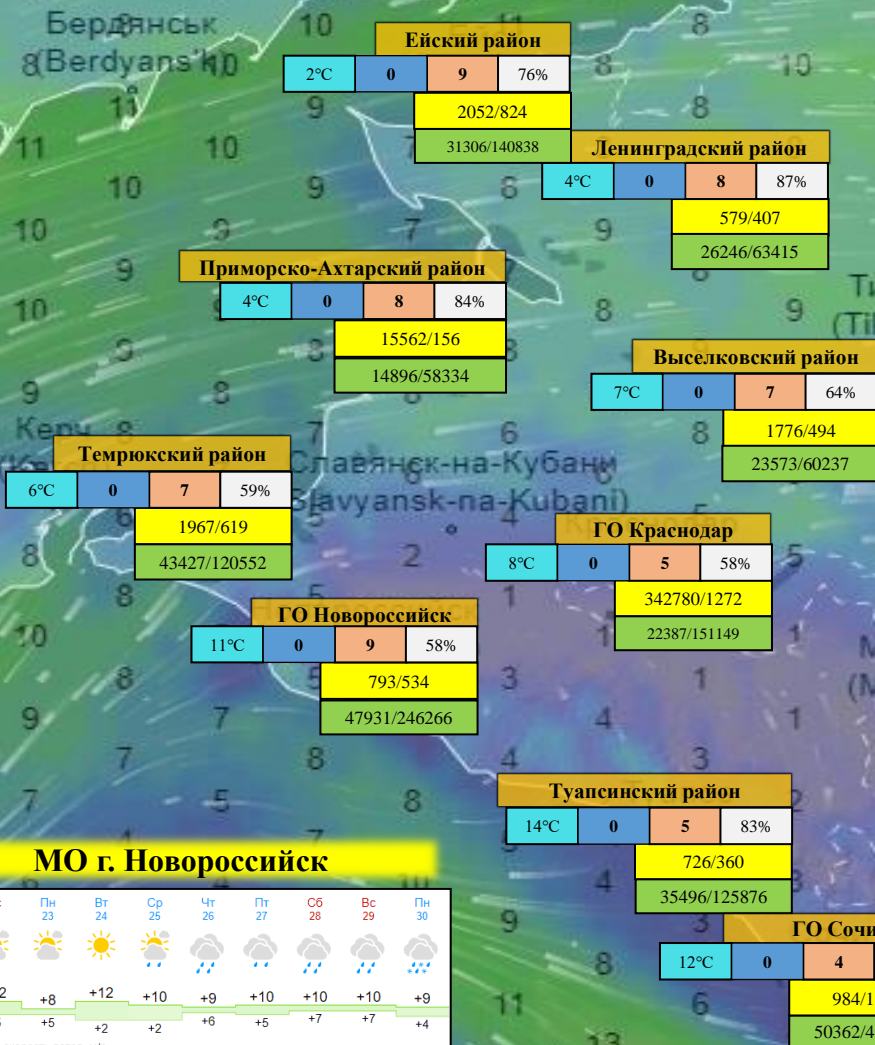 Бердянськ
(Berdyans'k)
Ейский район
2°C 0 9 76%
2052/824
31306/140838
Ленинградский район
4°C 0 8 87%
579/407
26246/63415
Приморско-Ахтарский район
4°C 0 8 84%
15562/156
14896/58334
Выселковский район
7°C 0 7 64%
1776/494
23573/60237
Керч
Темрюкский район
6°C 0 7 59%
1967/619
43427/120552
Славянск-на-Кубани
Slavyansk-na-Kubani)
ГО Краснодар
8°C 0 5 58%
342780/1272
22387/151149
ГО Новороссийск
11°C 0 9 58%
793/534
47931/246266
Туапсинский район
14°C 0 5 83%
726/360
35496/125876
ГО Сочи
12°C 0 4
984/1
50362/4
МО г. Новороссийск
Пн Вт Ср Чт Пт Сб Вс Пн
23 24 25 26 27 28 29 30
+8 +12 +10 +9 +10 +10 +10 +9
+5 +2 +2 +6 +5 +7 +7 +4